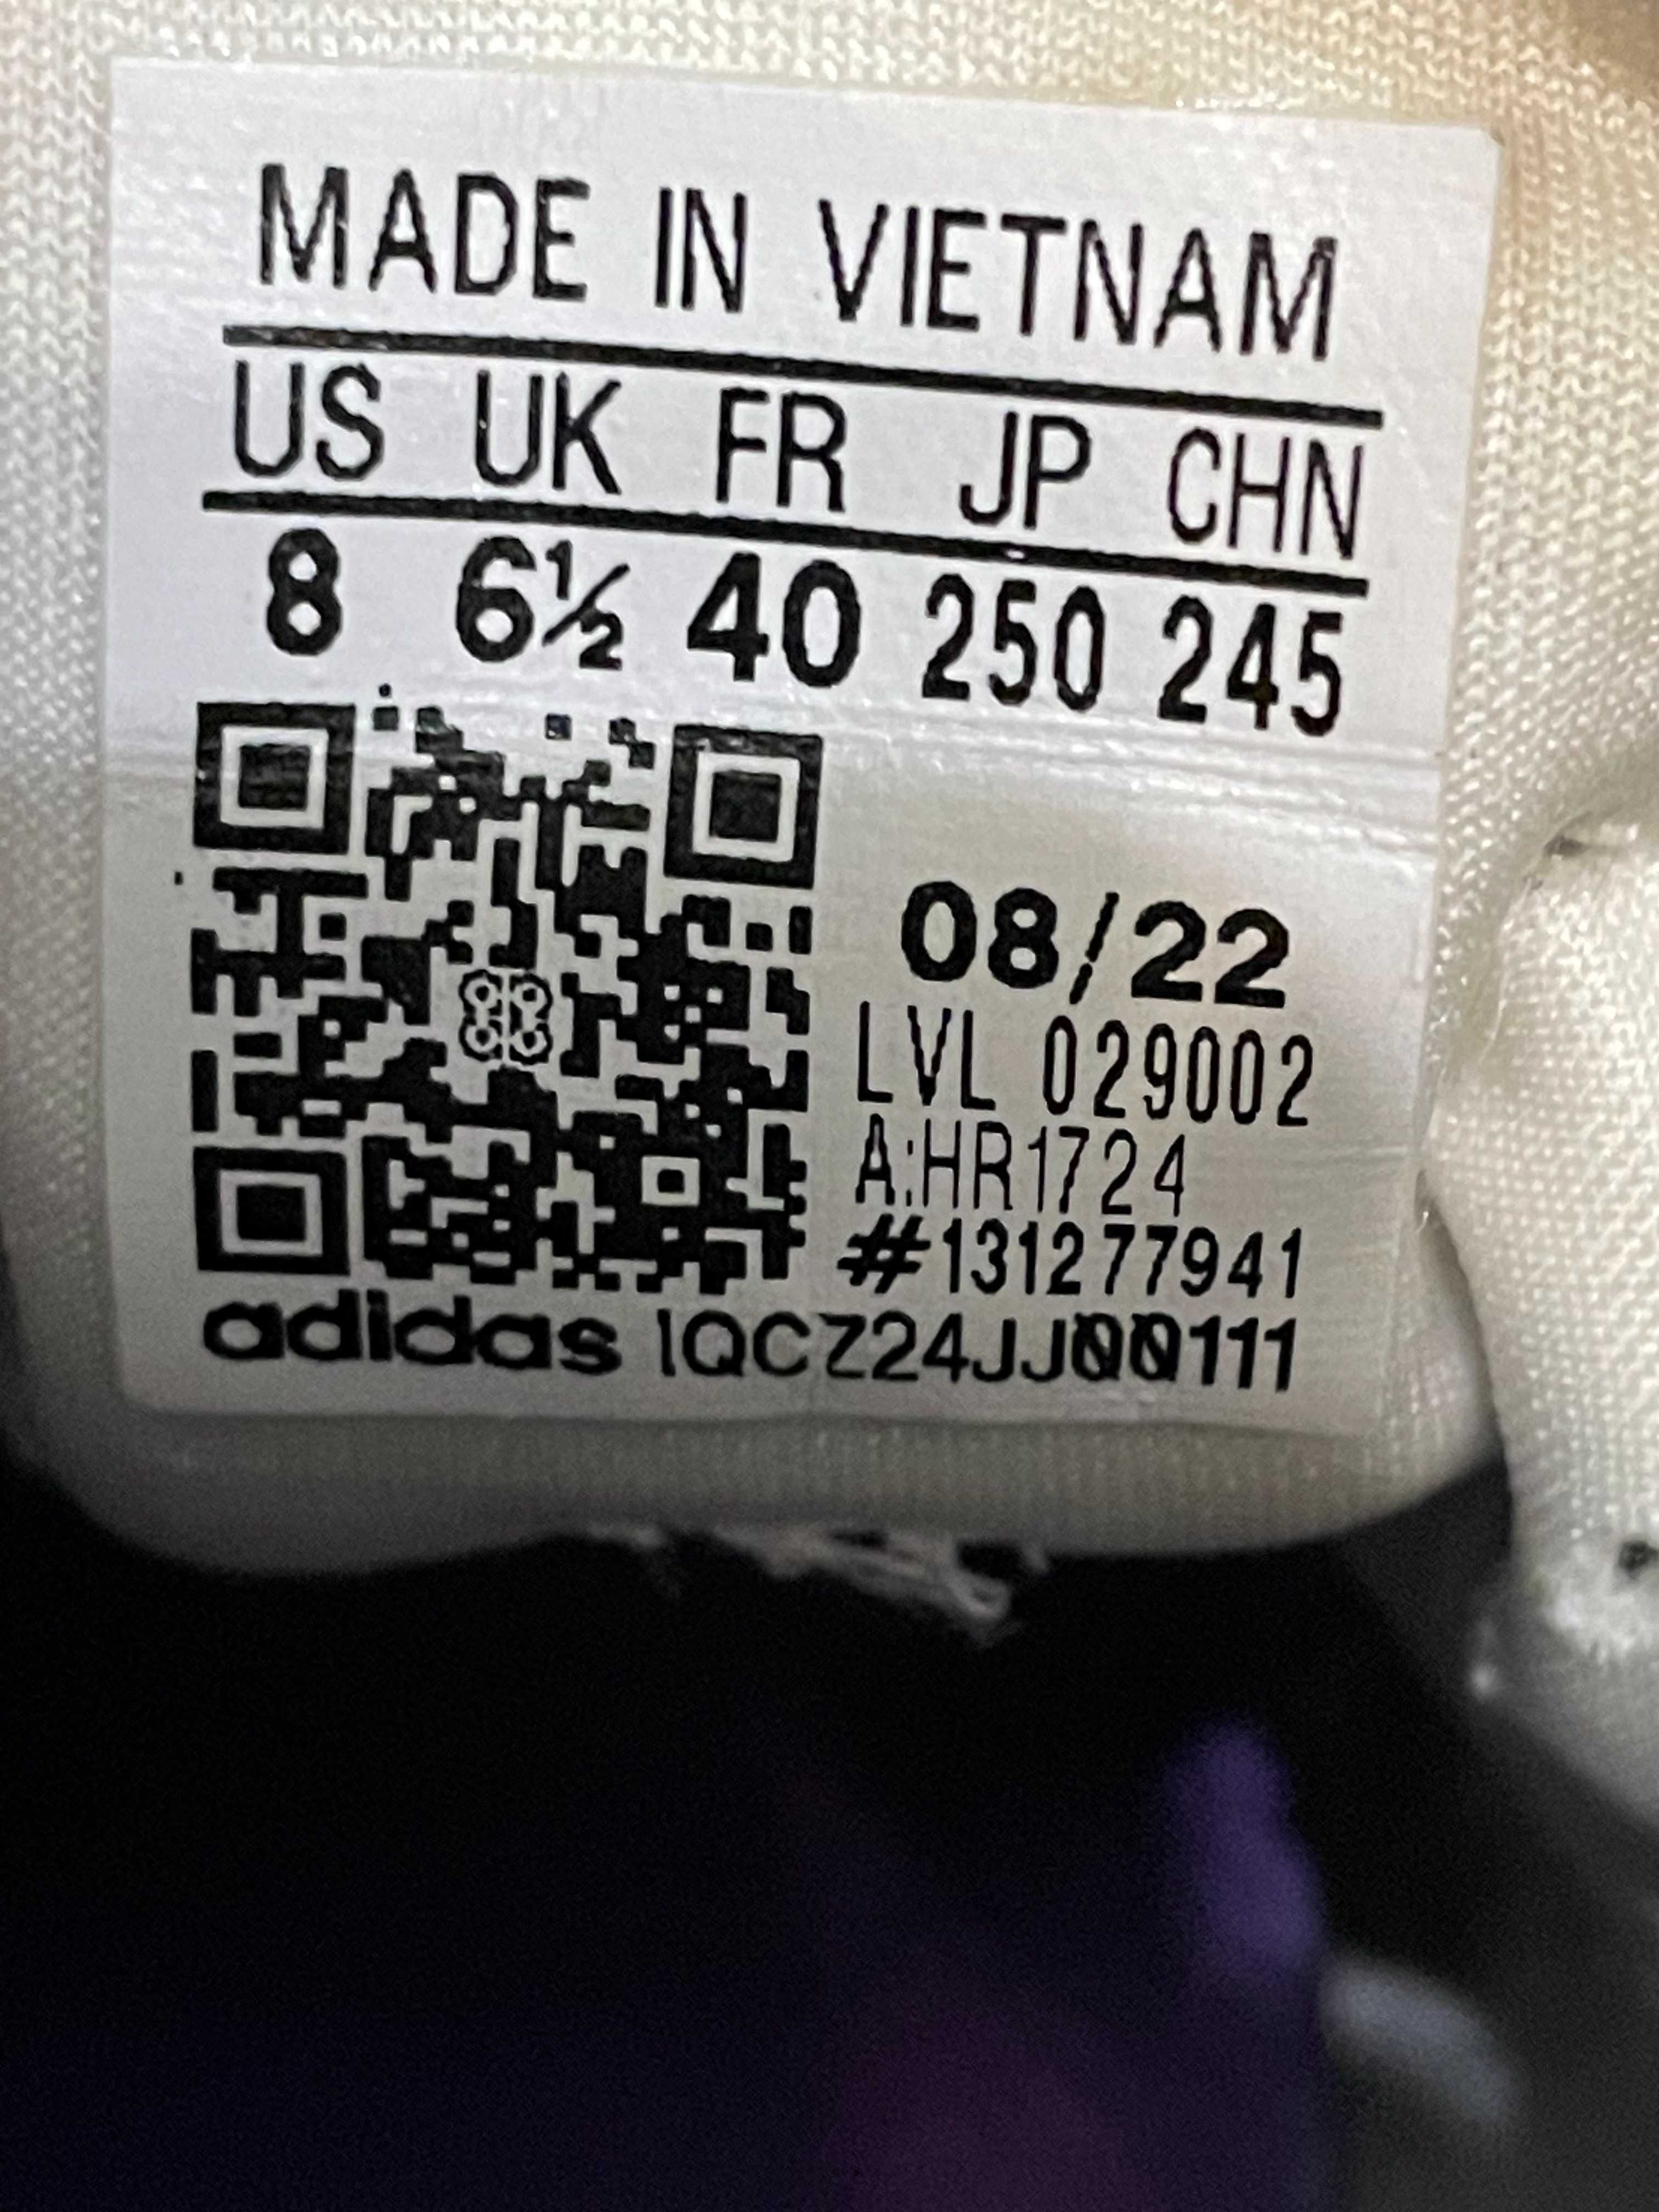 MADE IN VIETNAM
US UK FR JP CHN
8 6½ 40 250 245
08/22
LVL 029002
A:HR1724
#131277941
adidas 1QCZ24JJ00111